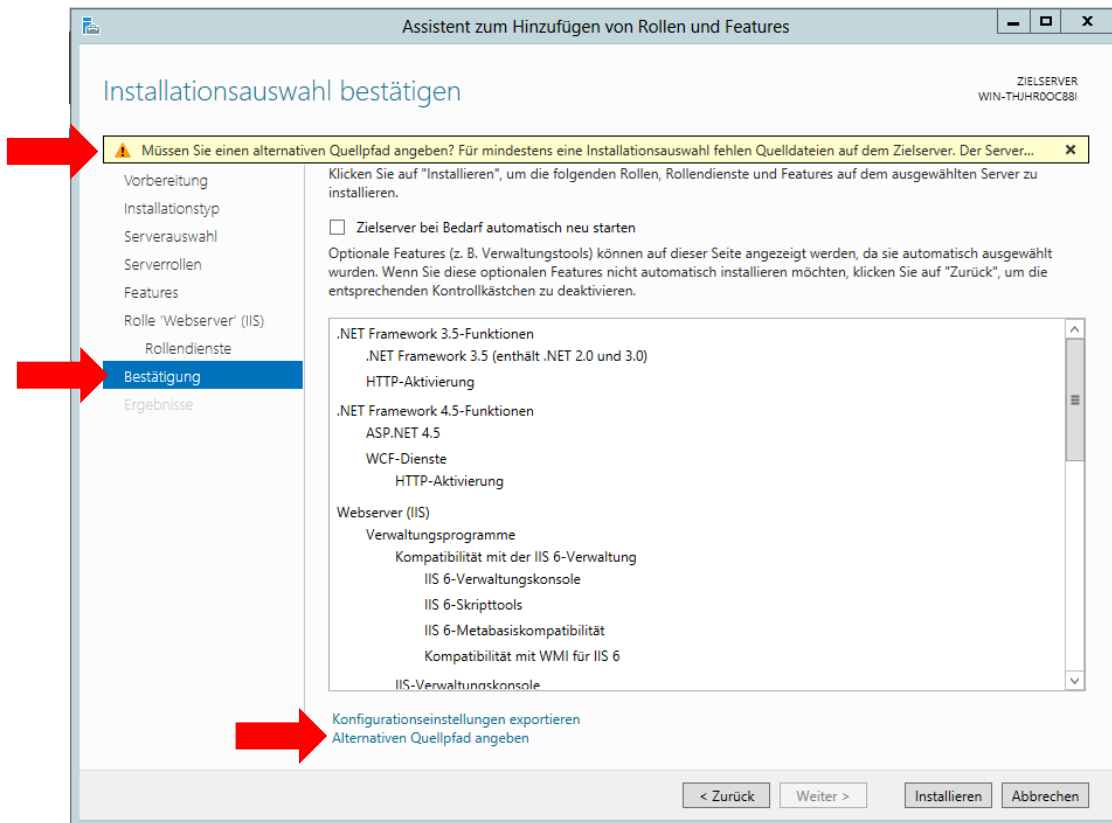 Assistent zum Hinzufügen von Rollen und Features
Installationsauswahl bestätigen
ZIELSERVER
WIN-THJHR0OC88I
Müssen Sie einen alternativen Quellpfad angeben? Für mindestens eine Installationsauswahl fehlen Quelldateien auf dem Zielserver. Der Server...
Vorbereitung
Installationstyp
Serverauswahl
Serverrollen
Features
Rolle 'Webserver' (IIS)
Rollendienste
Bestätigung
Ergebnisse
Klicken Sie auf "Installieren", um die folgenden Rollen, Rollendienste und Features auf dem ausgewählten Server zu
installieren.
Zielserver bei Bedarf automatisch neu starten
Optionale Features (z. B. Verwaltungstools) können auf dieser Seite angezeigt werden, da sie automatisch ausgewählt
wurden. Wenn Sie diese optionalen Features nicht automatisch installieren möchten, klicken Sie auf "Zurück", um die
entsprechenden Kontrollkästchen zu deaktivieren.
.NET Framework 3.5-Funktionen
.NET Framework 3.5 (enthält .NET 2.0 und 3.0)
HTTP-Aktivierung
.NET Framework 4.5-Funktionen
ASP.NET 4.5
WCF-Dienste
HTTP-Aktivierung
Webserver (IIS)
Verwaltungsprogramme
Kompatibilität mit der IIS 6-Verwaltung
IIS 6-Verwaltungskonsole
IIS 6-Skripttools
IIS 6-Metabasiskompatibilität
Kompatibilität mit WMI für IIS 6
IIS-Verwaltungskonsole
Konfigurationseinstellungen exportieren
Alternativen Quellpfad angeben
< Zurück
Weiter >
Installieren
Abbrechen